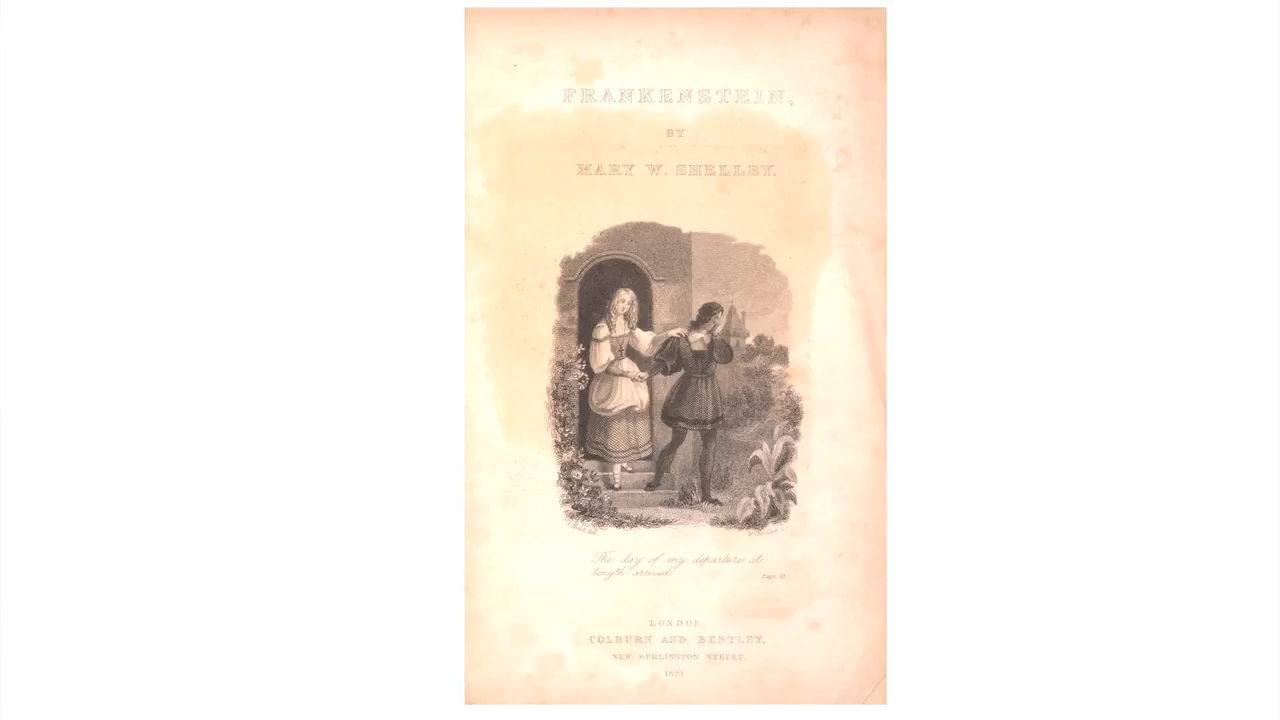 FRANKENSTEIN,
BY
MARY W. SHELLEY.
The day of my departure at
length arrived.
Page
LONDON,
COLBURN AND BENTLEY,
NEW BURLINGTON STREET.
1831.